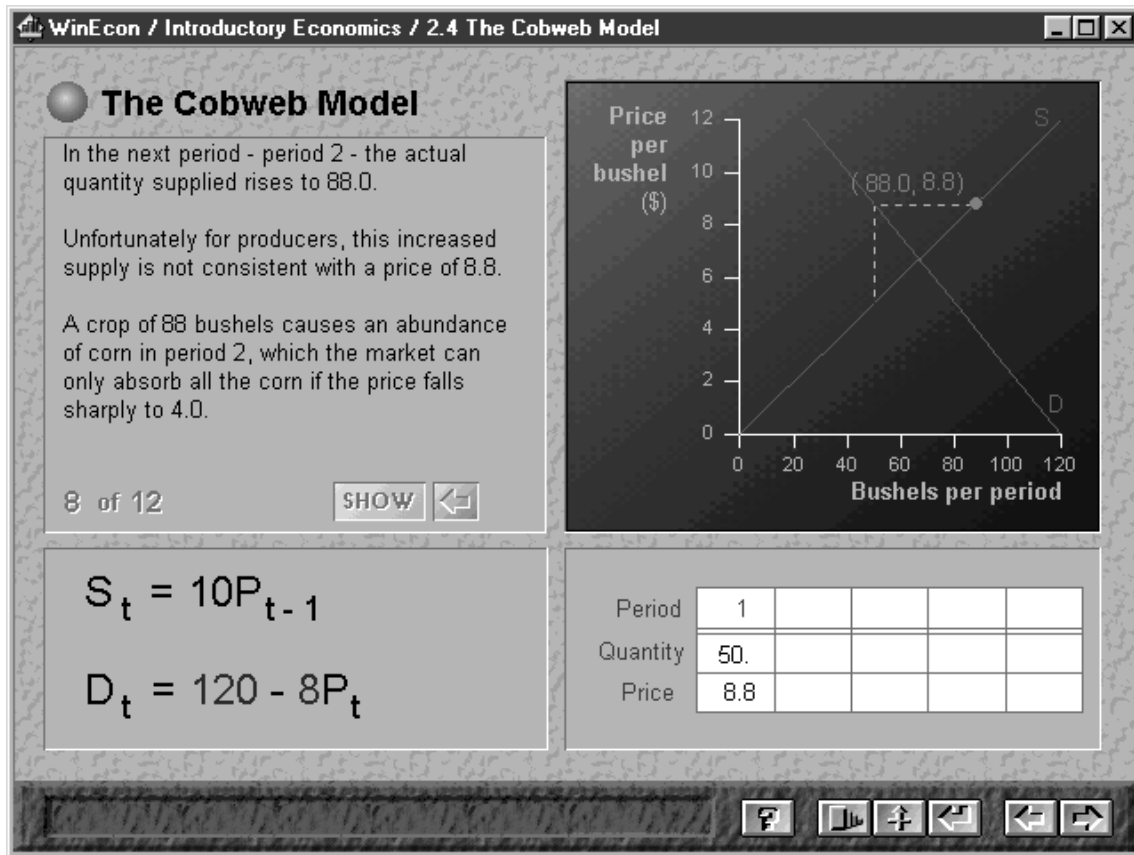 WinEcon / Introductory Economics / 2.4 The Cobweb Model
The Cobweb Model
In the next period - period 2 - the actual
quantity supplied rises to 88.0.
Unfortunately for producers, this increased
supply is not consistent with a price of 8.8.
A crop of 88 bushels causes an abundance
of corn in period 2, which the market can
only absorb all the corn if the price falls
sharply to 4.0.
8 of 12
SHOW
Price
per
bushel
($)
12
10
8
6
4
2
0
S
( 88.0, 8.8)
D
0 20 40 60 80 100 120
Bushels per period
S t = 10P t - 1
D t = 120 - 8P t
Period 1
Quantity 50.
Price 8.8
?